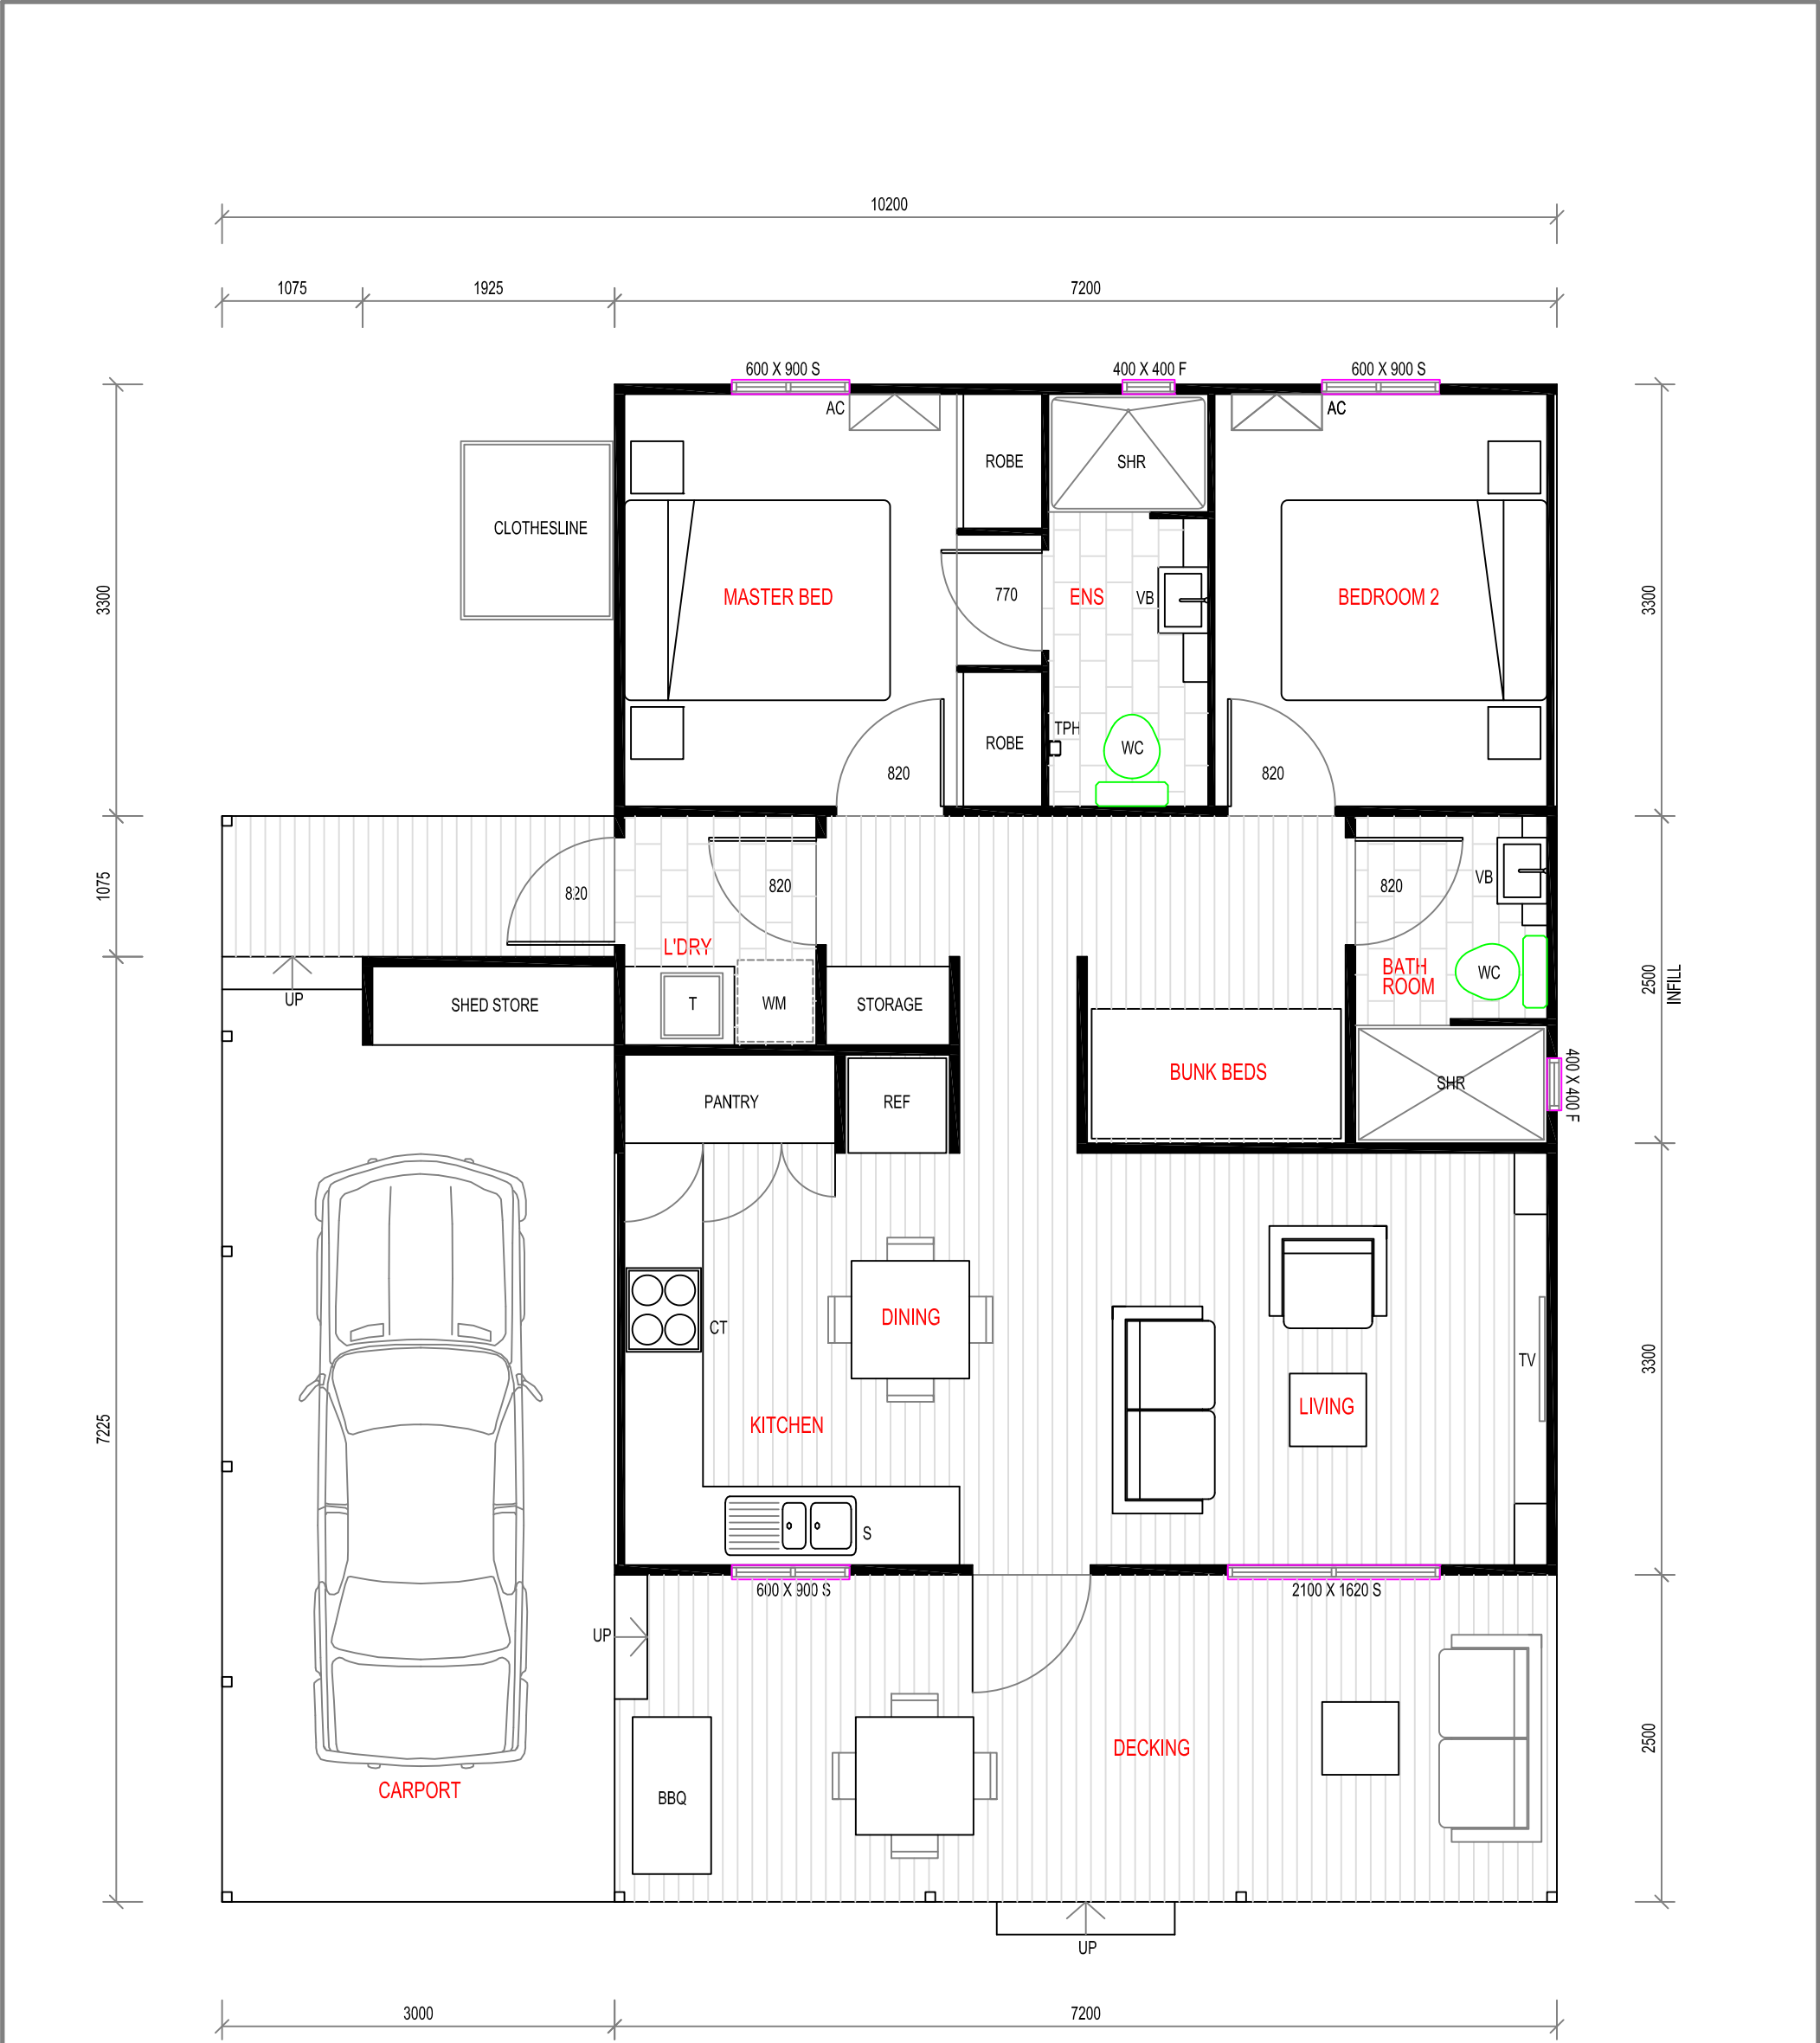 10200
1075
1925
7200
600 X 900 S
400 X 400 F
600 X 900 S
AC
AC
ROBE
SHR
CLOTHESLINE
3300
MASTER BED
770
ENS
VB
BEDROOM 2
3300
TPH
ROBE
WC
820
820
1075
820
820
820
VB
L'DRY
BATH
ROOM
WC
2500
INFILL
UP
SHED STORE
T
WM
STORAGE
BUNK BEDS
SHR
400 X 400 F
PANTRY
REF
DINING
CT
TV
3300
LIVING
KITCHEN
7225
S
600 X 900 S
2100 X 1620 S
UP
DECKING
2500
CARPORT
BBQ
UP
3000
7200